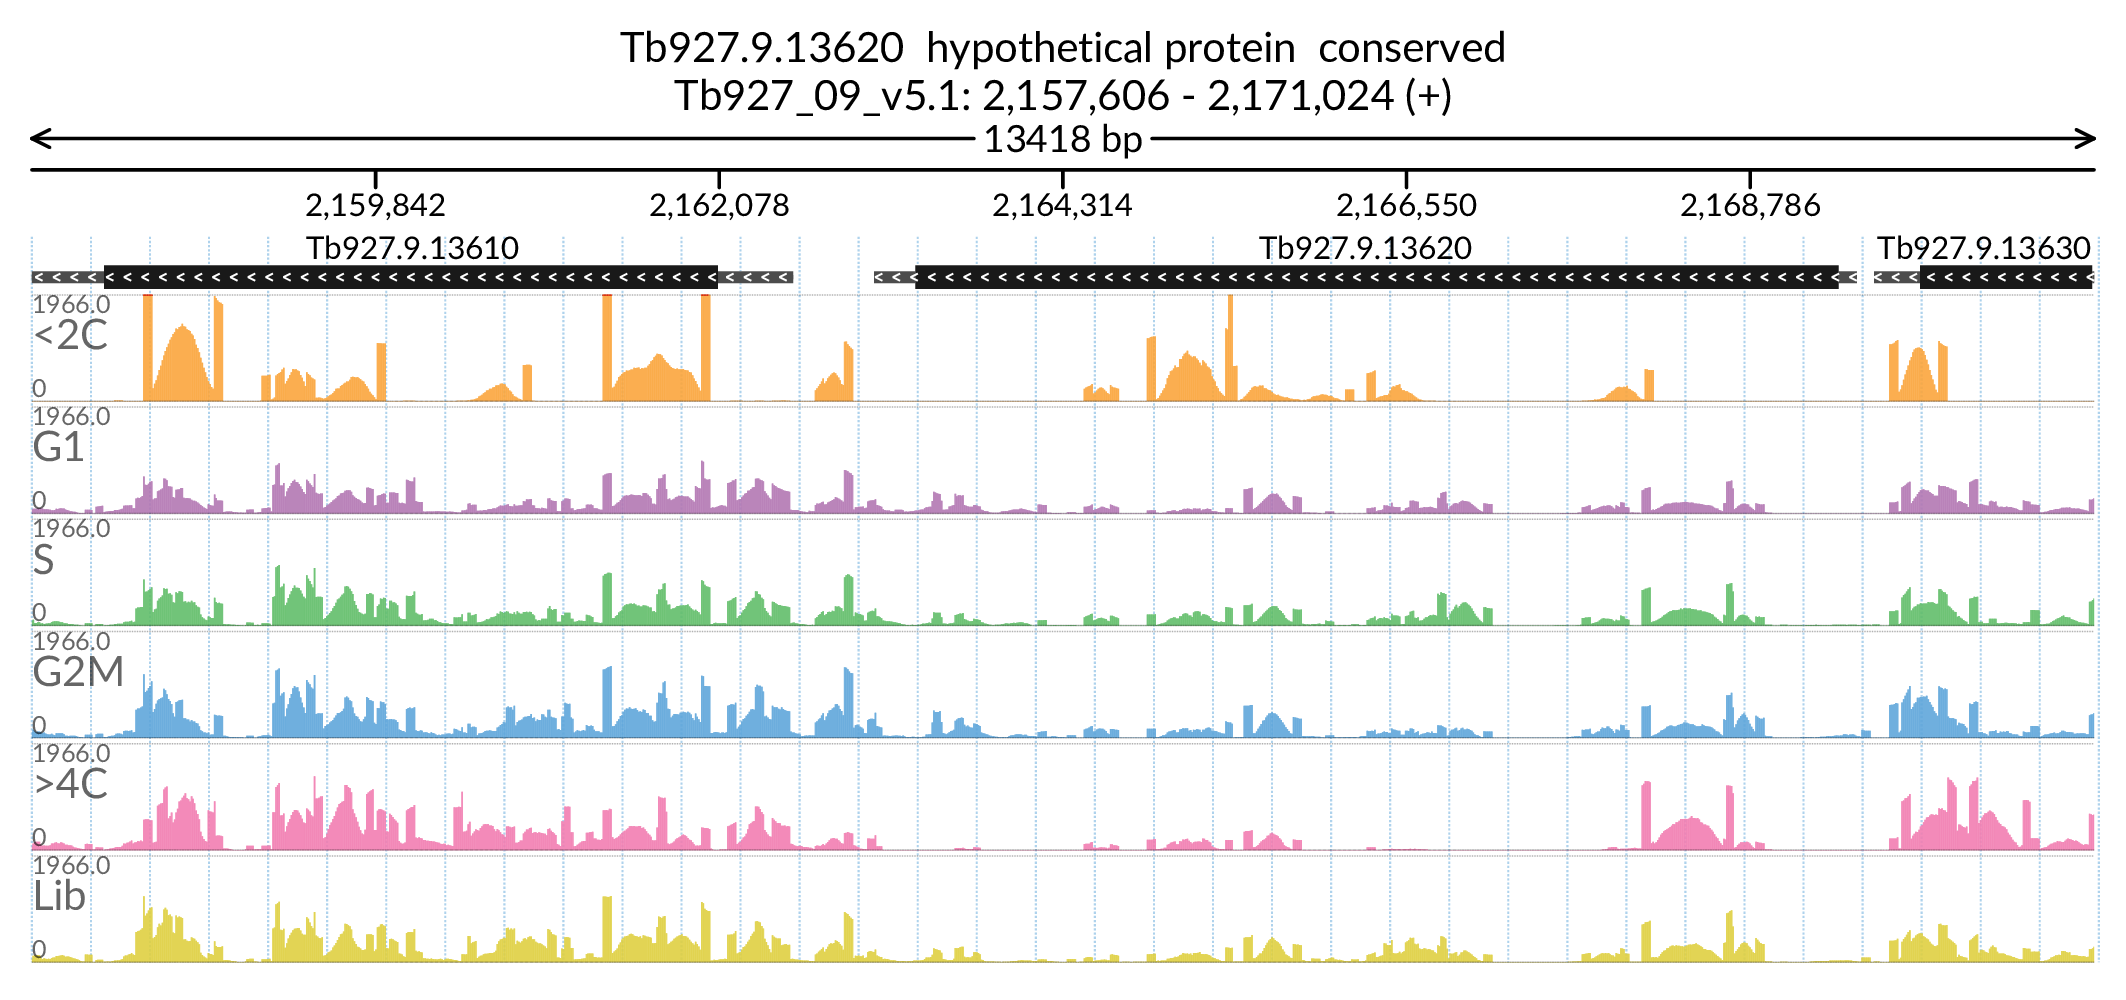 Tb927.9.13620 hypothetical protein conserved
Tb927_09_v5.1: 2,157,606 - 2,171,024 (+)
13418 bp
2,159,842 2,162,078 2,164,314 2,166,550 2,168,786
Tb927.9.13610 Tb927.9.13620 Tb927.9.13630
1966.0
<2C
0
1966.0
G1
0
1966.0
S
0
1966.0
G2M
0
1966.0
>4C
0
1966.0
Lib
0